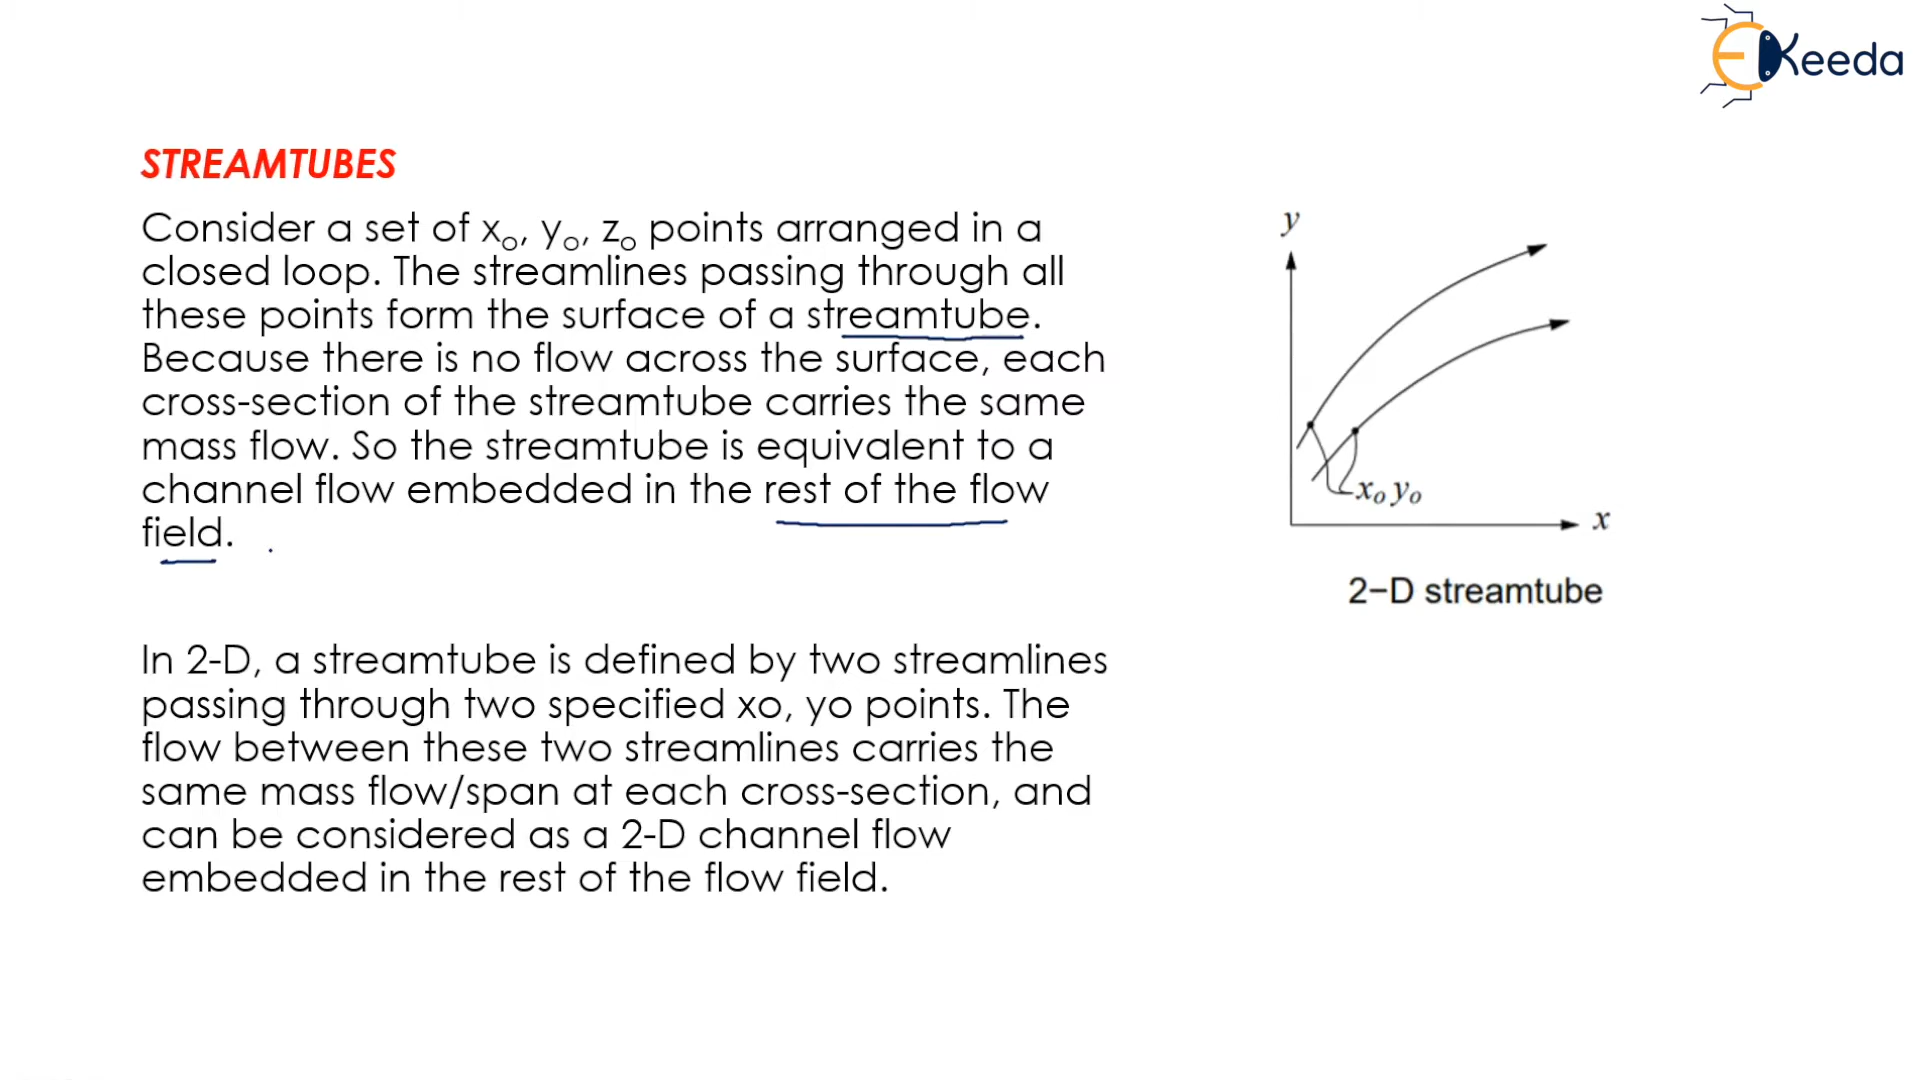 EKeeda
STREAMTUBES
Consider a set of xo, yo, zo points arranged in a
closed loop. The streamlines passing through all
these points form the surface of a streamtube.
Because there is no flow across the surface, each
cross-section of the streamtube carries the same
mass flow. So the streamtube is equivalent to a
channel flow embedded in the rest of the flow
field.
In 2-D, a streamtube is defined by two streamlines
passing through two specified xo, yo points. The
flow between these two streamlines carries the
same mass flow/span at each cross-section, and
can be considered as a 2-D channel flow
embedded in the rest of the flow field.
y
xo yo
x
2-D streamtube